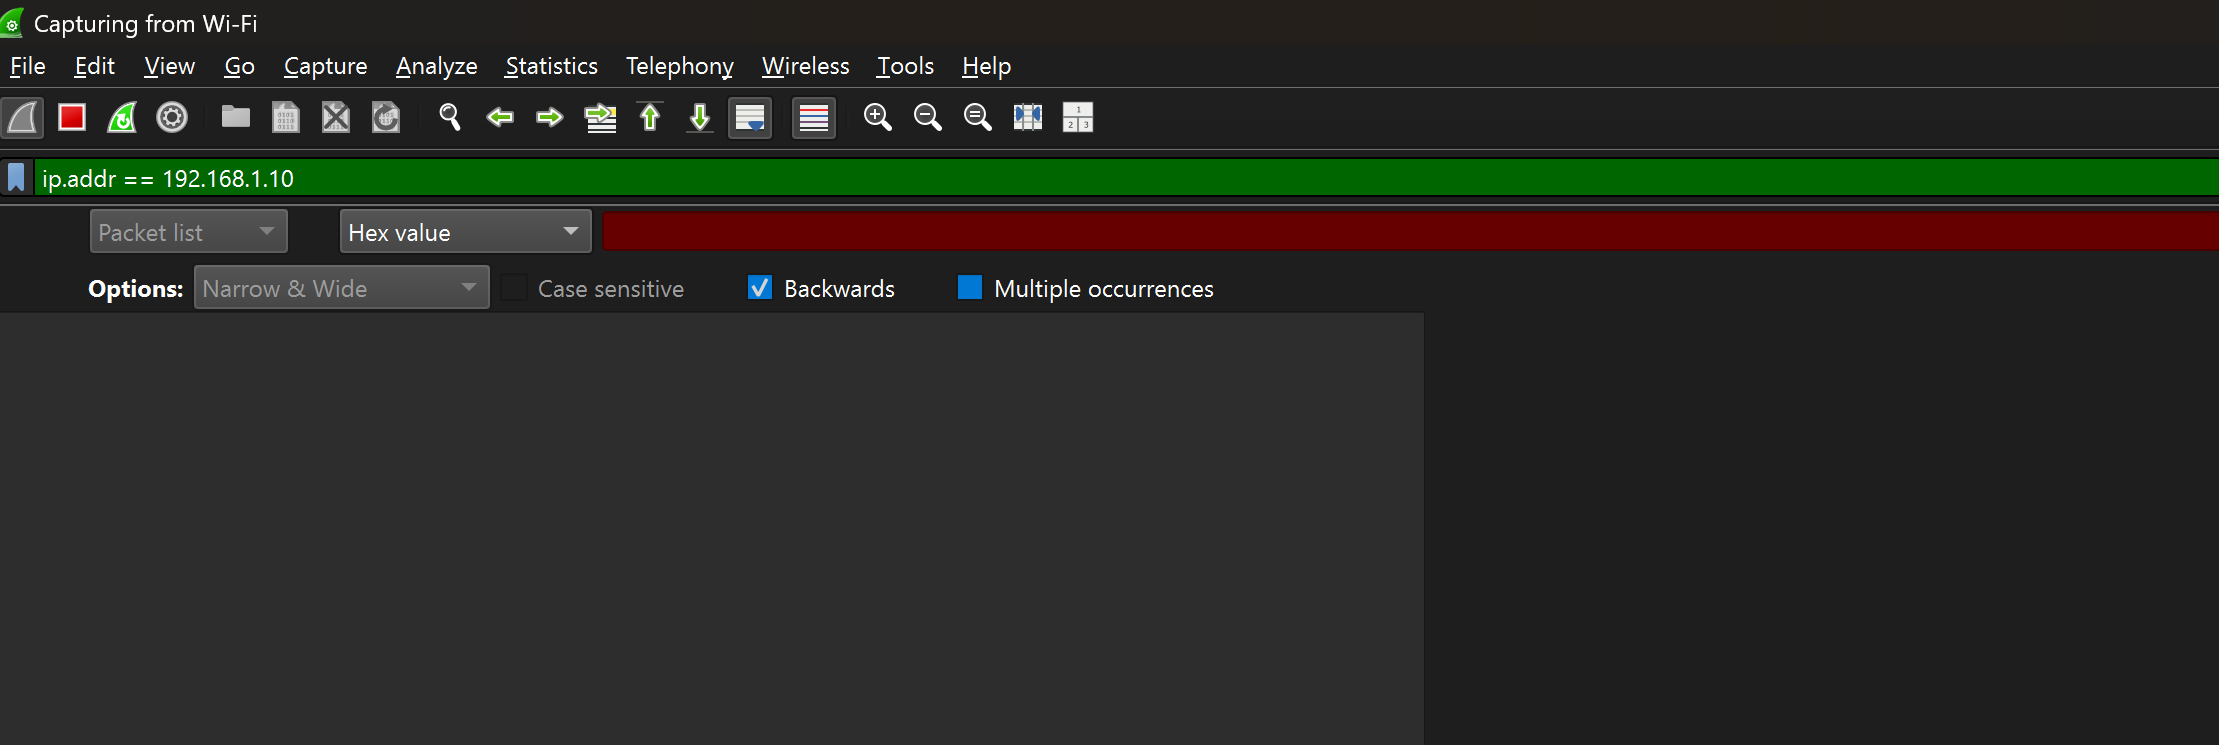 Capturing from Wi-Fi
File Edit View Go Capture Analyze Statistics Telephony Wireless Tools Help
ip.addr == 192.168.1.10
Packet list Hex value
Options: Narrow & Wide Case sensitive Backwards Multiple occurrences